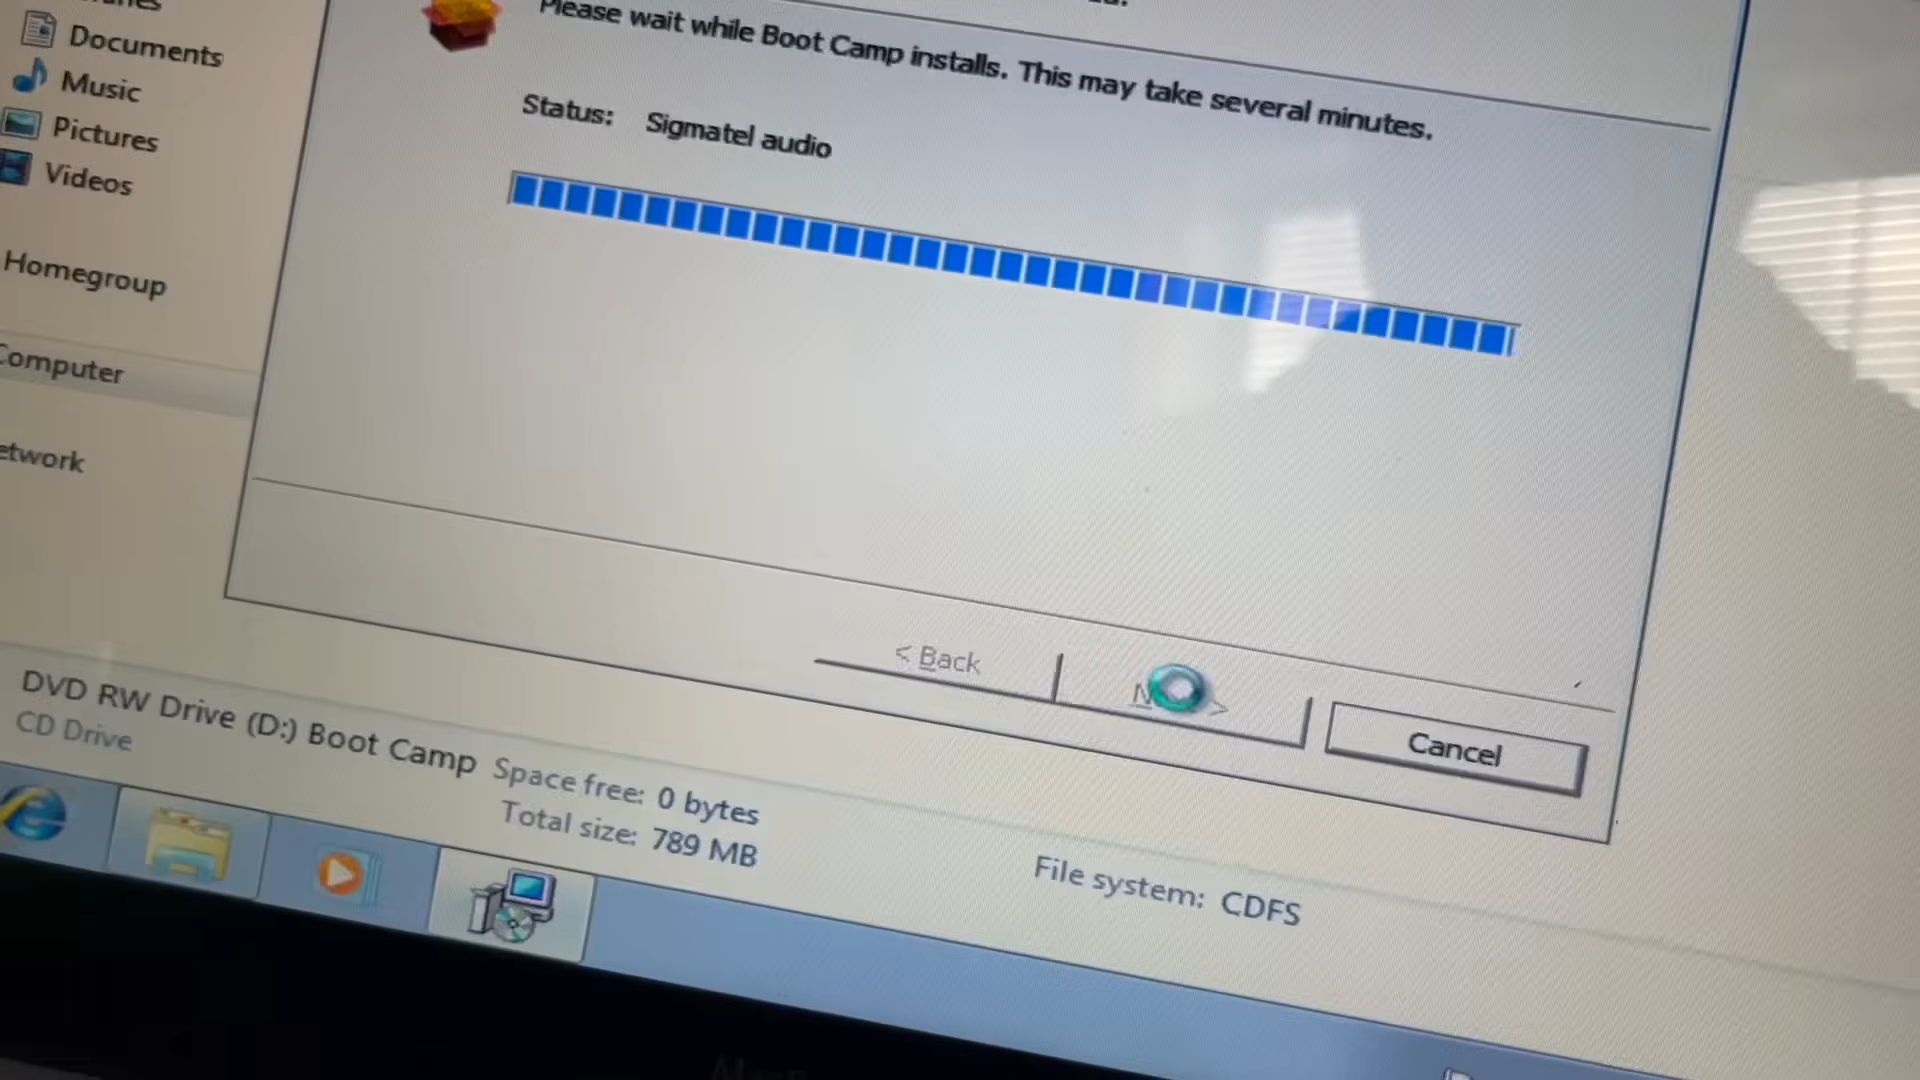 Documents
Music
Pictures
Videos
Homegroup
Computer
Please wait while Boot Camp installs. This may take several minutes.
Status: Sigmatel audio
< Back
Cancel
DVD RW Drive (D:) Boot Camp
CD Drive
Space free: 0 bytes
Total size: 789 MB
File system: CDFS